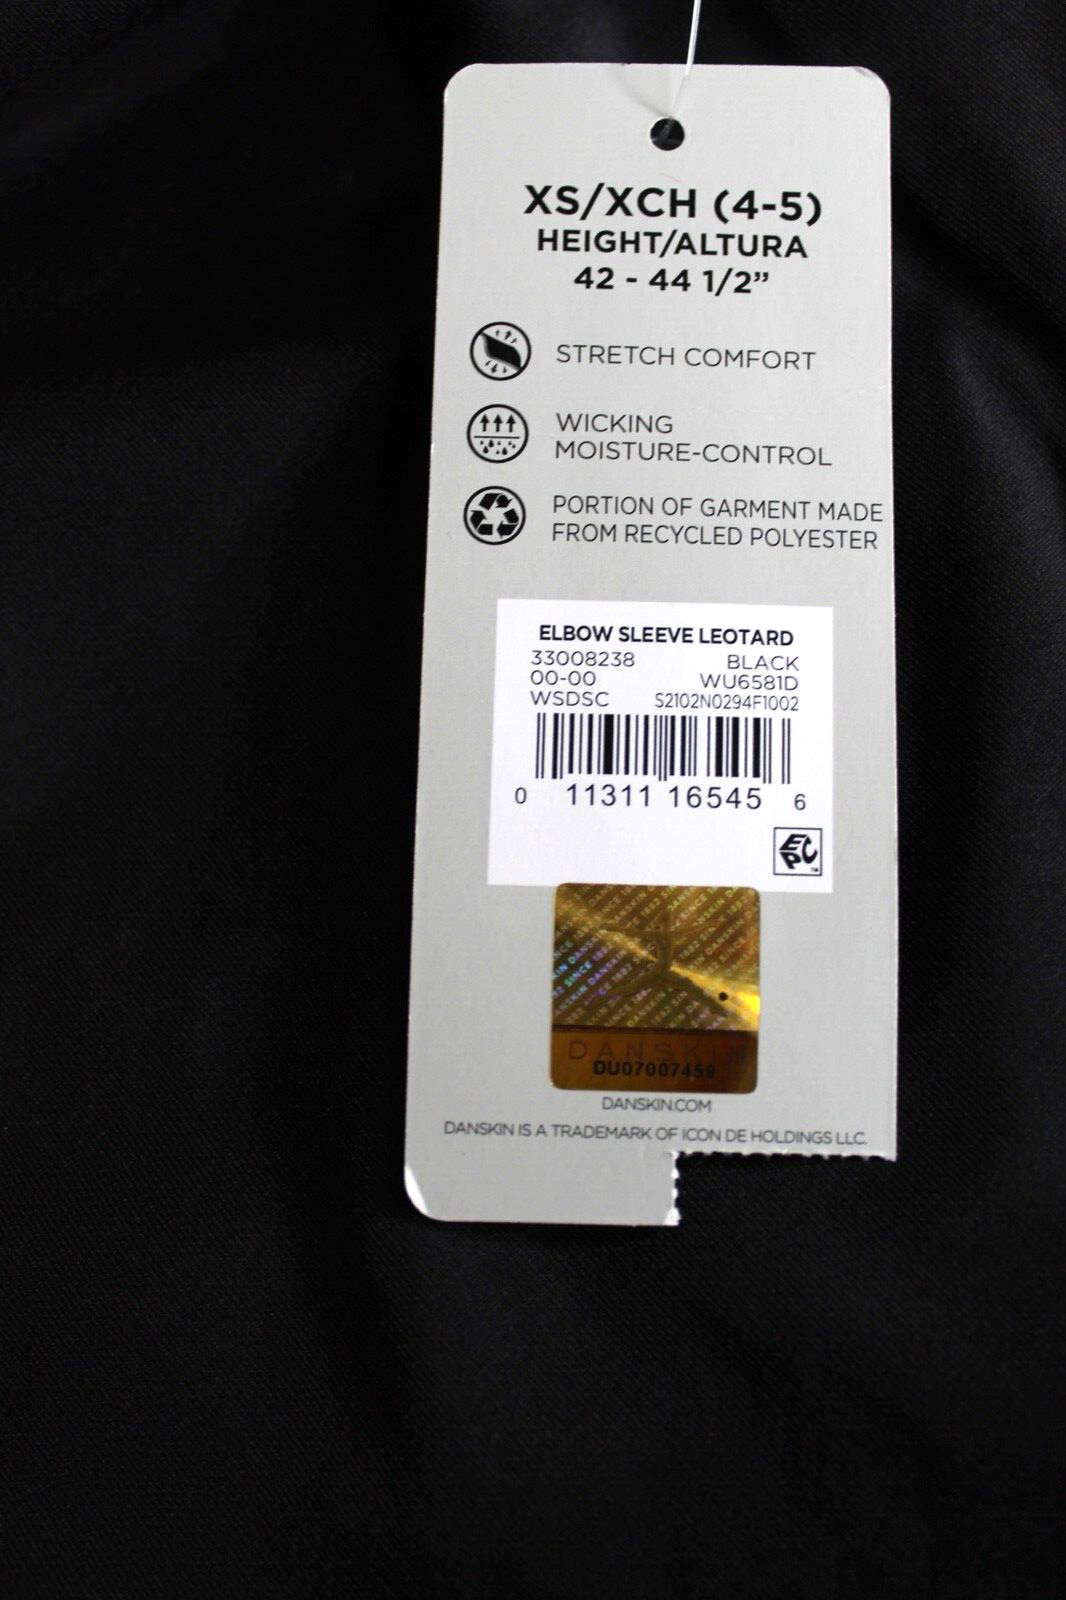 XS/XCH (4-5)
HEIGHT/ALTURA
42 - 44 1/2”
STRETCH COMFORT
WICKING
MOISTURE-CONTROL
PORTION OF GARMENT MADE
FROM RECYCLED POLYESTER
ELBOW SLEEVE LEOTARD
33008238 BLACK
00-00 WU6581D
WSDSC S2102N0294F1002
0 11311 16545 6
EPC™
DANSKIN
DU07007459
DANSKIN.COM
DANSKIN IS A TRADEMARK OF ICON DE HOLDINGS LLC.